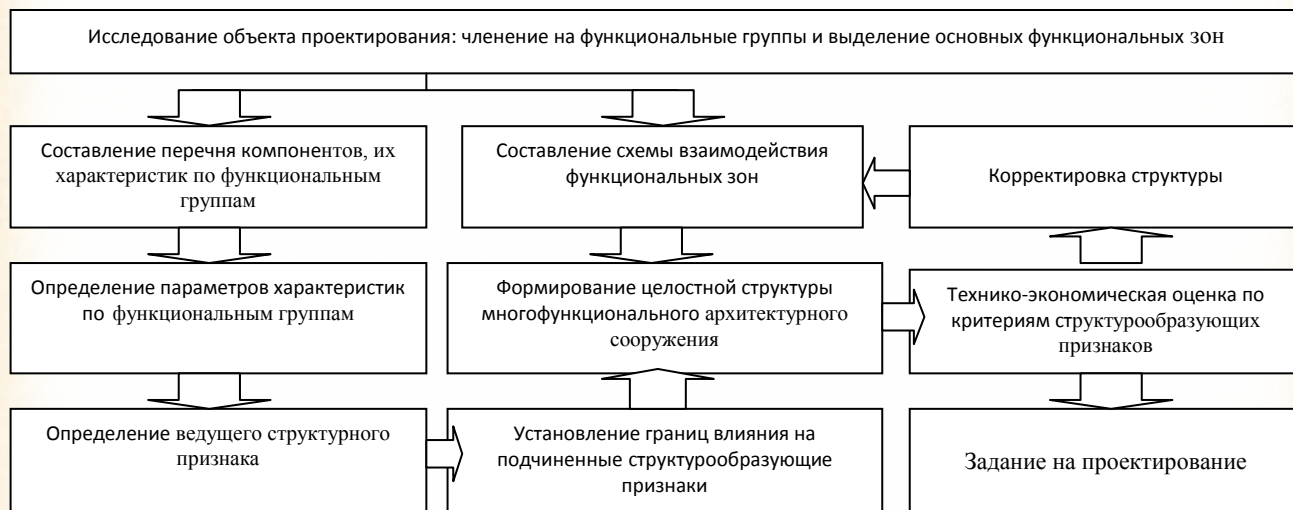 Исследование объекта проектирования: членение на функциональные группы и выделение основных функциональных зон
Составление перечня компонентов, их
характеристик по функциональным
группам
Составление схемы взаимодействия
функциональных зон
Корректировка структуры
Определение параметров характеристик
по функциональным группам
Формирование целостной структуры
многофункционального архитектурного
сооружения
Технико-экономическая оценка по
критериям структурообразующих
признаков
Определение ведущего структурного
признака
Установление границ влияния на
подчиненные структурообразующие
признаки
Задание на проектирование